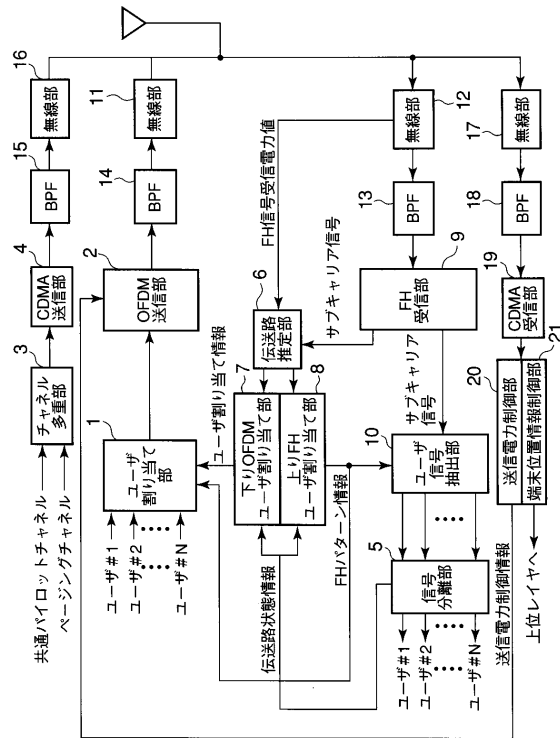 共通パイロットチャネル
ページングチャネル
3
チャネル
多重部
4
CDMA
送信部
15
BPF
16
無線部
ユーザ#1
ユーザ#2
ユーザ#N
1
ユーザ
割り当て
部
2
OFDM
送信部
14
BPF
11
無線部
ユーザ割り当て情報
伝送路状態情報
7
下りOFDM
ユーザ割り当て部
上りFH
ユーザ割り当て部
8
6
伝送路
推定部
FH信号受信電力値
FHパターン情報
サブキャリア信号
12
無線部
13
BPF
9
FH
受信部
サブキャリア
信号
10
ユーザ
信号
抽出部
5
信号
分離部
ユーザ#1
ユーザ#2
ユーザ#N
17
無線部
18
BPF
19
CDMA
受信部
20
送信電力制御部
端末位置情報制御部
21
送信電力制御情報
上位レイヤへ